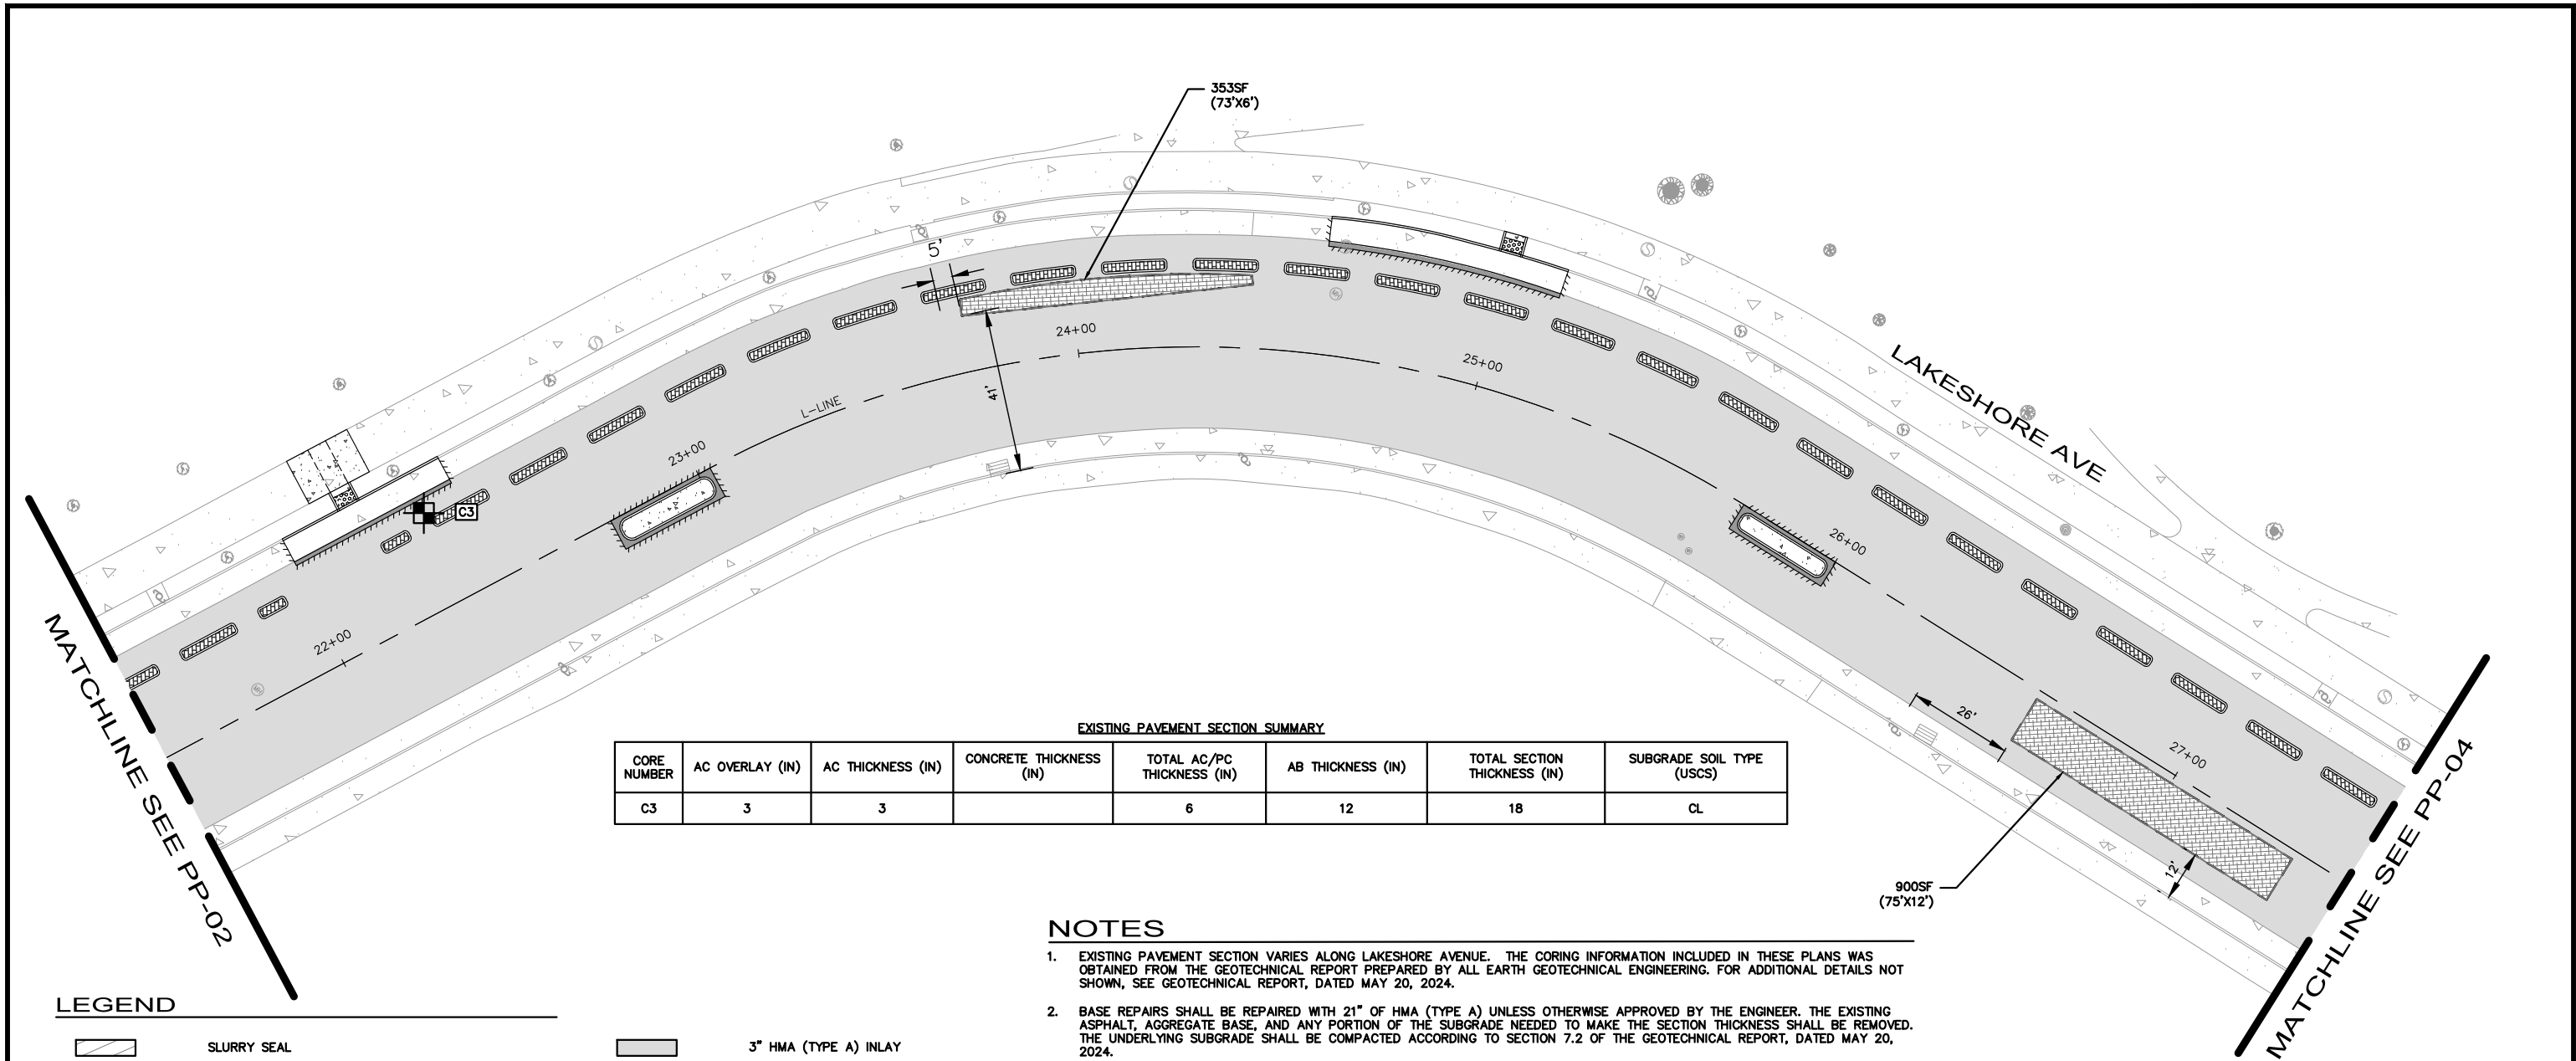 353SF
(73'X6')
5'
24+00
25+00
41'
L-LINE
LAKESHORE AVE
23+00
C3
26+00
22+00
26'
27+00
12'
900SF
(75'X12')
MATCHLINE SEE PP-02
MATCHLINE SEE PP-04
EXISTING PAVEMENT SECTION SUMMARY
CORE NUMBER AC OVERLAY (IN) AC THICKNESS (IN) CONCRETE THICKNESS (IN) TOTAL AC/PC THICKNESS (IN) AB THICKNESS (IN) TOTAL SECTION THICKNESS (IN) SUBGRADE SOIL TYPE (USCS)
C3 3 3 6 12 18 CL
NOTES
1. EXISTING PAVEMENT SECTION VARIES ALONG LAKESHORE AVENUE. THE CORING INFORMATION INCLUDED IN THESE PLANS WAS
OBTAINED FROM THE GEOTECHNICAL REPORT PREPARED BY ALL EARTH GEOTECHNICAL ENGINEERING. FOR ADDITIONAL DETAILS NOT
SHOWN, SEE GEOTECHNICAL REPORT, DATED MAY 20, 2024.
2. BASE REPAIRS SHALL BE REPAIRED WITH 21" OF HMA (TYPE A) UNLESS OTHERWISE APPROVED BY THE ENGINEER. THE EXISTING
ASPHALT, AGGREGATE BASE, AND ANY PORTION OF THE SUBGRADE NEEDED TO MAKE THE SECTION THICKNESS SHALL BE REMOVED.
THE UNDERLYING SUBGRADE SHALL BE COMPACTED ACCORDING TO SECTION 7.2 OF THE GEOTECHNICAL REPORT, DATED MAY 20,
2024.
LEGEND
SLURRY SEAL
3" HMA (TYPE A) INLAY